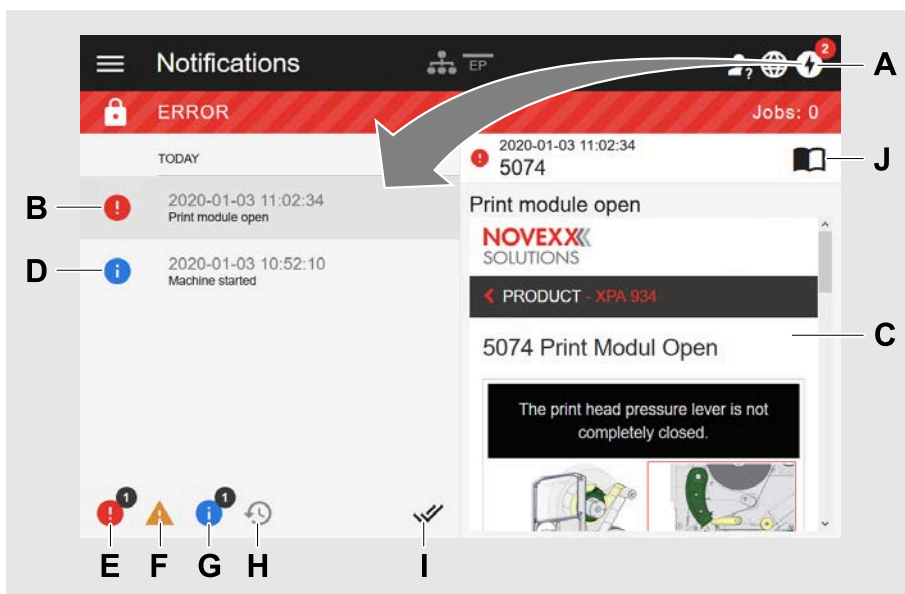 Notifications
EP
?
2
A
ERROR
Jobs: 0
TODAY
2020-01-03 11:02:34
5074
J
B
2020-01-03 11:02:34
Print module open
Print module open
NOVEXX
SOLUTIONS
D
2020-01-03 10:52:10
Machine started
PRODUCT - XPA 934
C
5074 Print Modul Open
The print head pressure lever is not
completely closed.
1
1
E
F
G
H
I